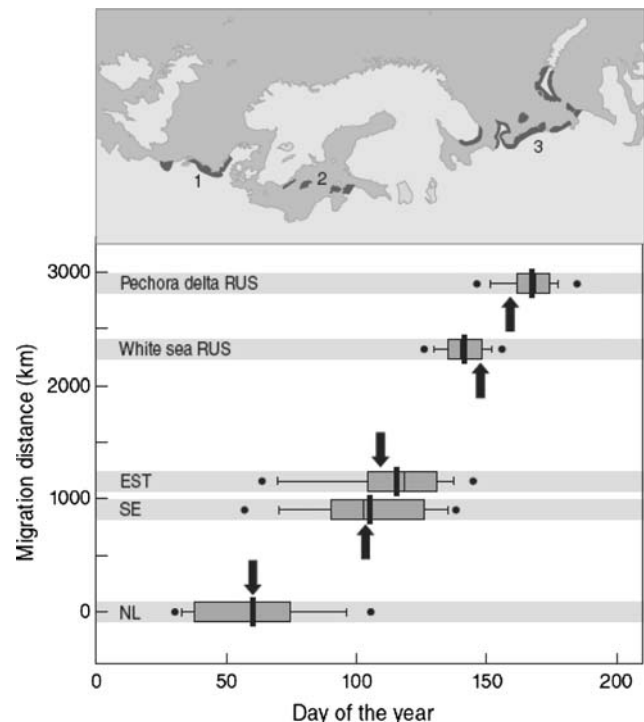 1
2
3
3000
Pechora delta RUS
White sea RUS
2000
EST
1000
SE
0
NL
Migration distance (km)
0 50 100 150 200
Day of the year